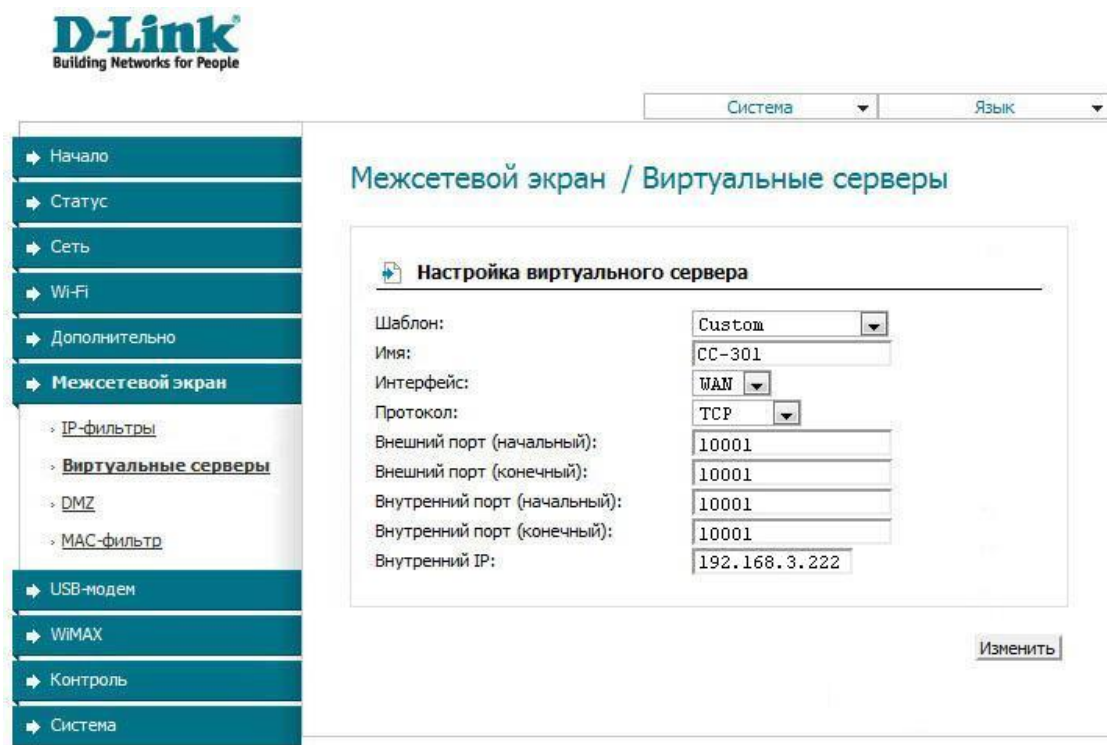 D-Link
Building Networks for People
Система Язык
Начало
Статус
Сеть
Wi-Fi
Дополнительно
Межсетевой экран
IP-фильтры
Виртуальные серверы
DMZ
MAC-фильтр
USB-модем
WiMAX
Контроль
Система
Межсетевой экран / Виртуальные серверы
Настройка виртуального сервера
Шаблон: Custom
Имя: CC-301
Интерфейс: WAN
Протокол: TCP
Внешний порт (начальный): 10001
Внешний порт (конечный): 10001
Внутренний порт (начальный): 10001
Внутренний порт (конечный): 10001
Внутренний IP: 192.168.3.222
Изменить